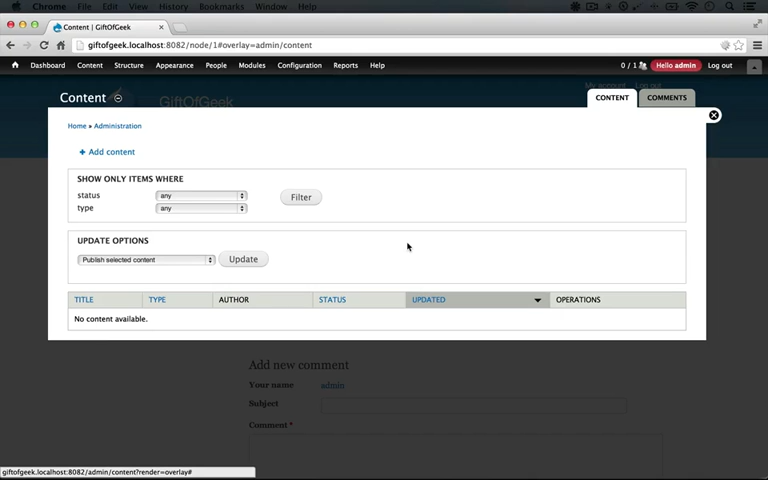 Chrome File Edit View History Bookmarks Window Help
Content | GiftOfGeek
giftofgeek.localhost:8082/node/1#overlay=admin/content
Dashboard Content Structure Appearance People Modules Configuration Reports Help 0 / 1 Hello admin Log out
My account Log out
Content GiftOfGeek CONTENT COMMENTS
Home » Administration
+ Add content
SHOW ONLY ITEMS WHERE
status any Filter
type any
UPDATE OPTIONS
Publish selected content Update
TITLE TYPE AUTHOR STATUS UPDATED OPERATIONS
No content available.
Add new comment
Your name admin
Subject
Comment *
giftofgeek.localhost:8082/admin/content?render=overlay#